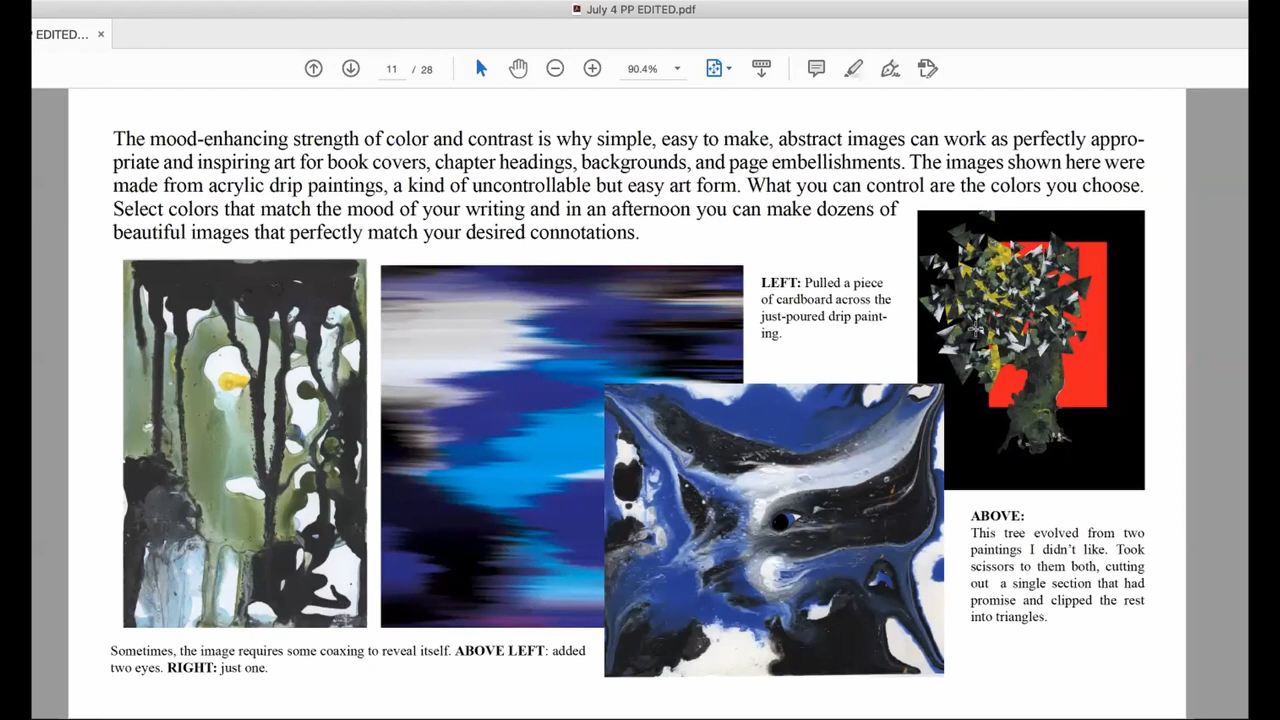 July 4 PP EDITED.pdf
P EDITED... ×
11 / 28
90.4%
The mood-enhancing strength of color and contrast is why simple, easy to make, abstract images can work as perfectly appro-
priate and inspiring art for book covers, chapter headings, backgrounds, and page embellishments. The images shown here were
made from acrylic drip paintings, a kind of uncontrollable but easy art form. What you can control are the colors you choose.
Select colors that match the mood of your writing and in an afternoon you can make dozens of
beautiful images that perfectly match your desired connotations.
LEFT: Pulled a piece
of cardboard across the
just-poured drip paint-
ing.
ABOVE:
This tree evolved from two
paintings I didn't like. Took
scissors to them both, cutting
out a single section that had
promise and clipped the rest
into triangles.
Sometimes, the image requires some coaxing to reveal itself. ABOVE LEFT: added
two eyes. RIGHT: just one.